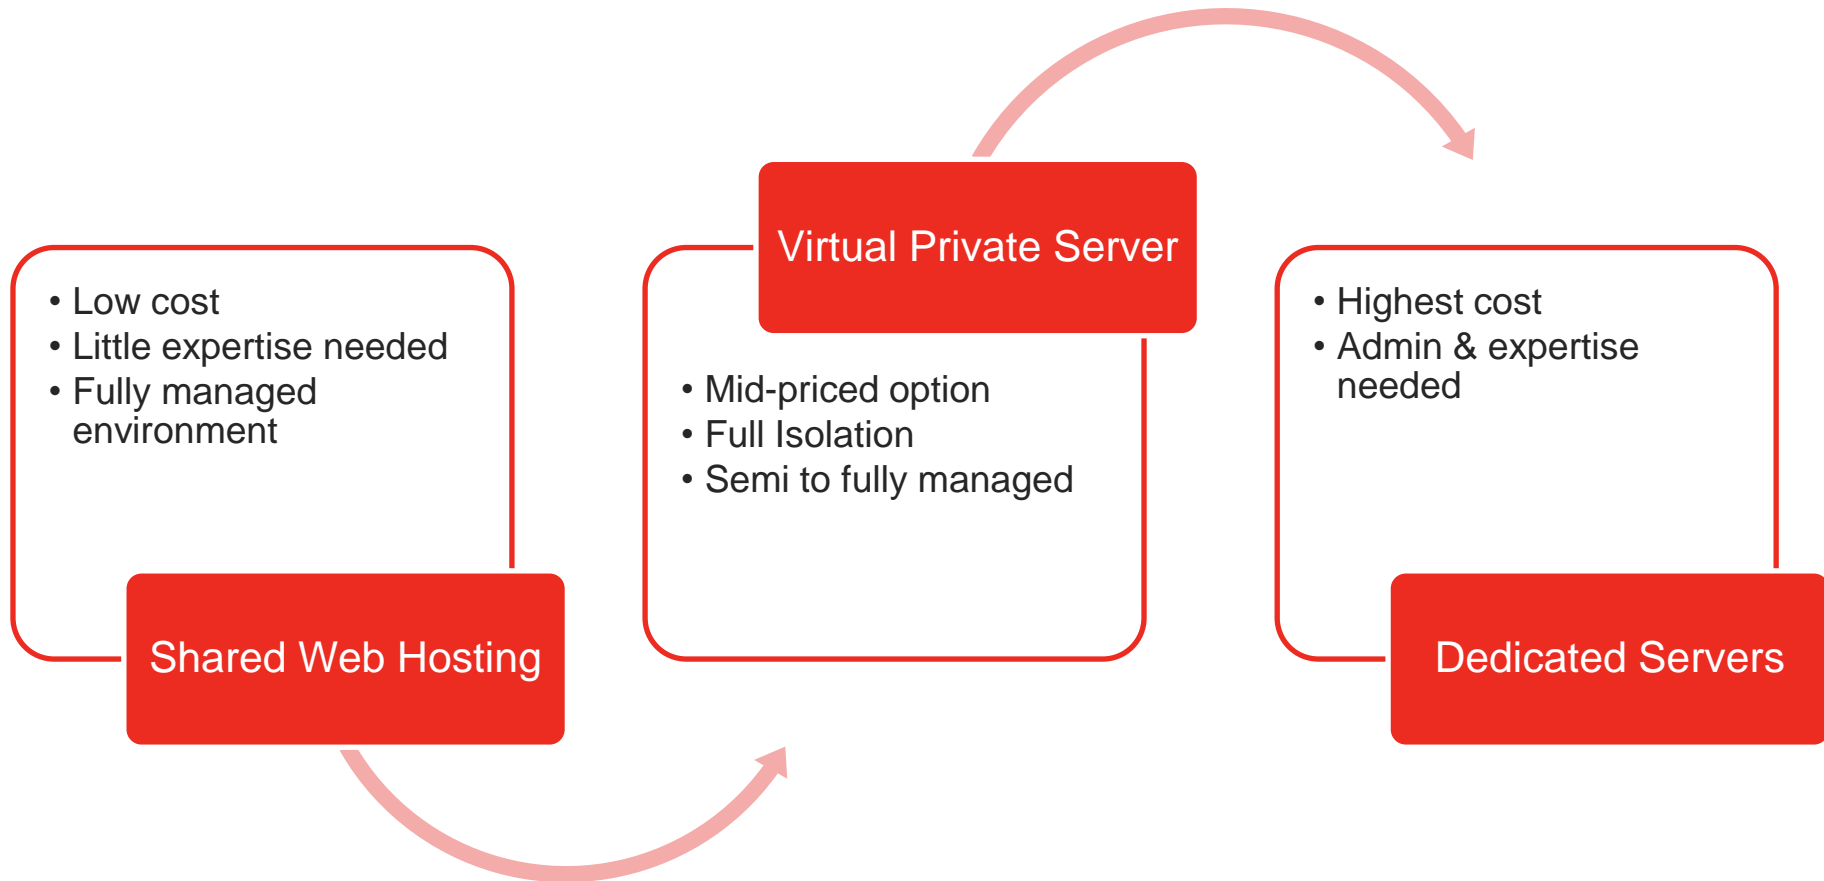 • Low cost
• Little expertise needed
• Fully managed
environment
Shared Web Hosting
Virtual Private Server
• Mid-priced option
• Full Isolation
• Semi to fully managed
• Highest cost
• Admin & expertise
needed
Dedicated Servers